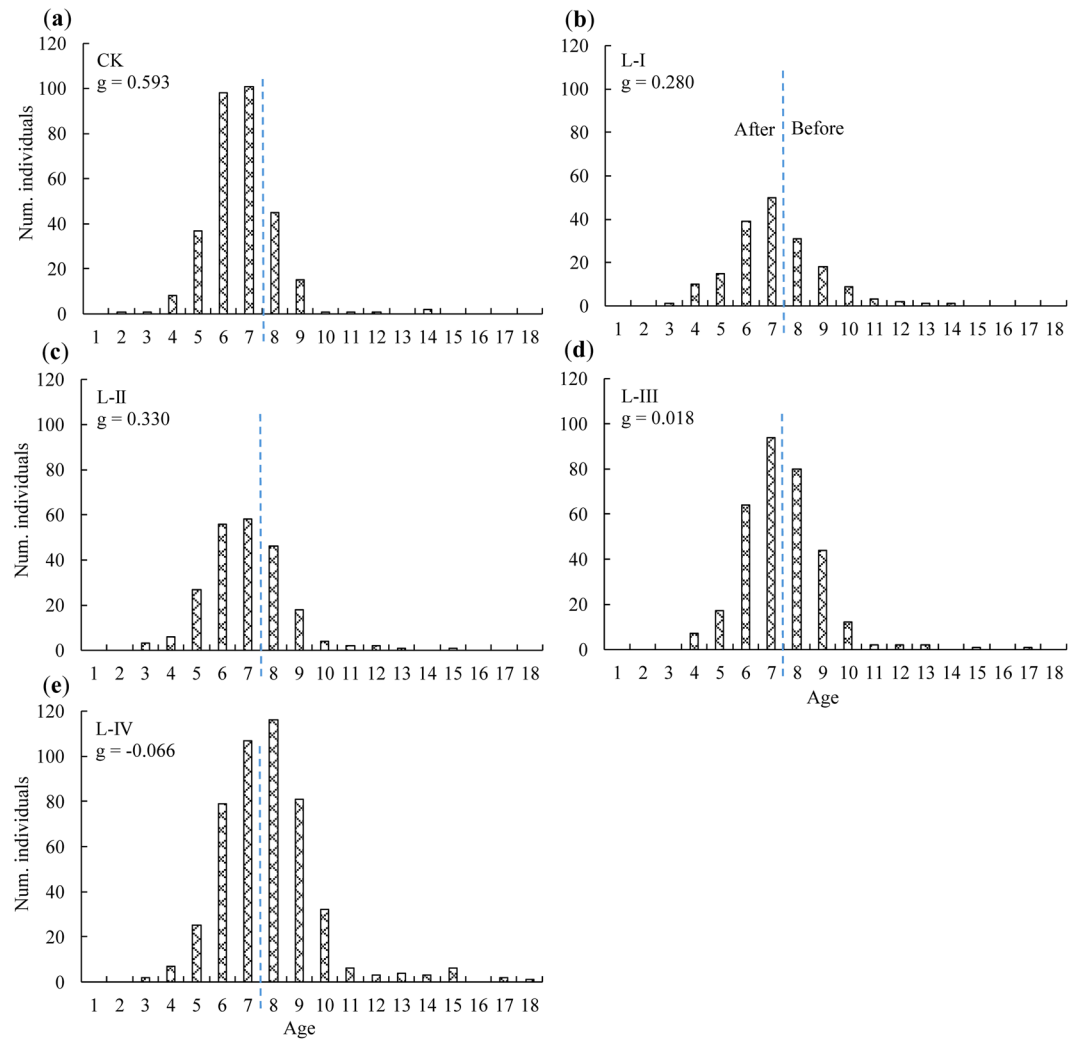 (a)
CK
g = 0.593
Num. individuals
120
100
80
60
40
20
0
1 2 3 4 5 6 7 8 9 10 11 12 13 14 15 16 17 18
(b)
L-I
g = 0.280
After Before
120
100
80
60
40
20
0
1 2 3 4 5 6 7 8 9 10 11 12 13 14 15 16 17 18
(c)
L-II
g = 0.330
Num. individuals
120
100
80
60
40
20
0
1 2 3 4 5 6 7 8 9 10 11 12 13 14 15 16 17 18
(d)
L-III
g = 0.018
120
100
80
60
40
20
0
1 2 3 4 5 6 7 8 9 10 11 12 13 14 15 16 17 18
Age
(e)
L-IV
g = -0.066
Num. individuals
120
100
80
60
40
20
0
1 2 3 4 5 6 7 8 9 10 11 12 13 14 15 16 17 18
Age